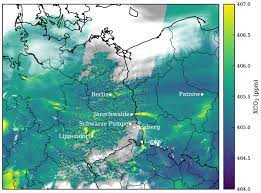 Berlin
Patnów
Jänschwalde
Schwarze Pumpe
Boxberg
Lippendorf
Turów
407.0
406.5
406.0
405.5
405.0
404.5
404.0
XCO₂ (ppm)